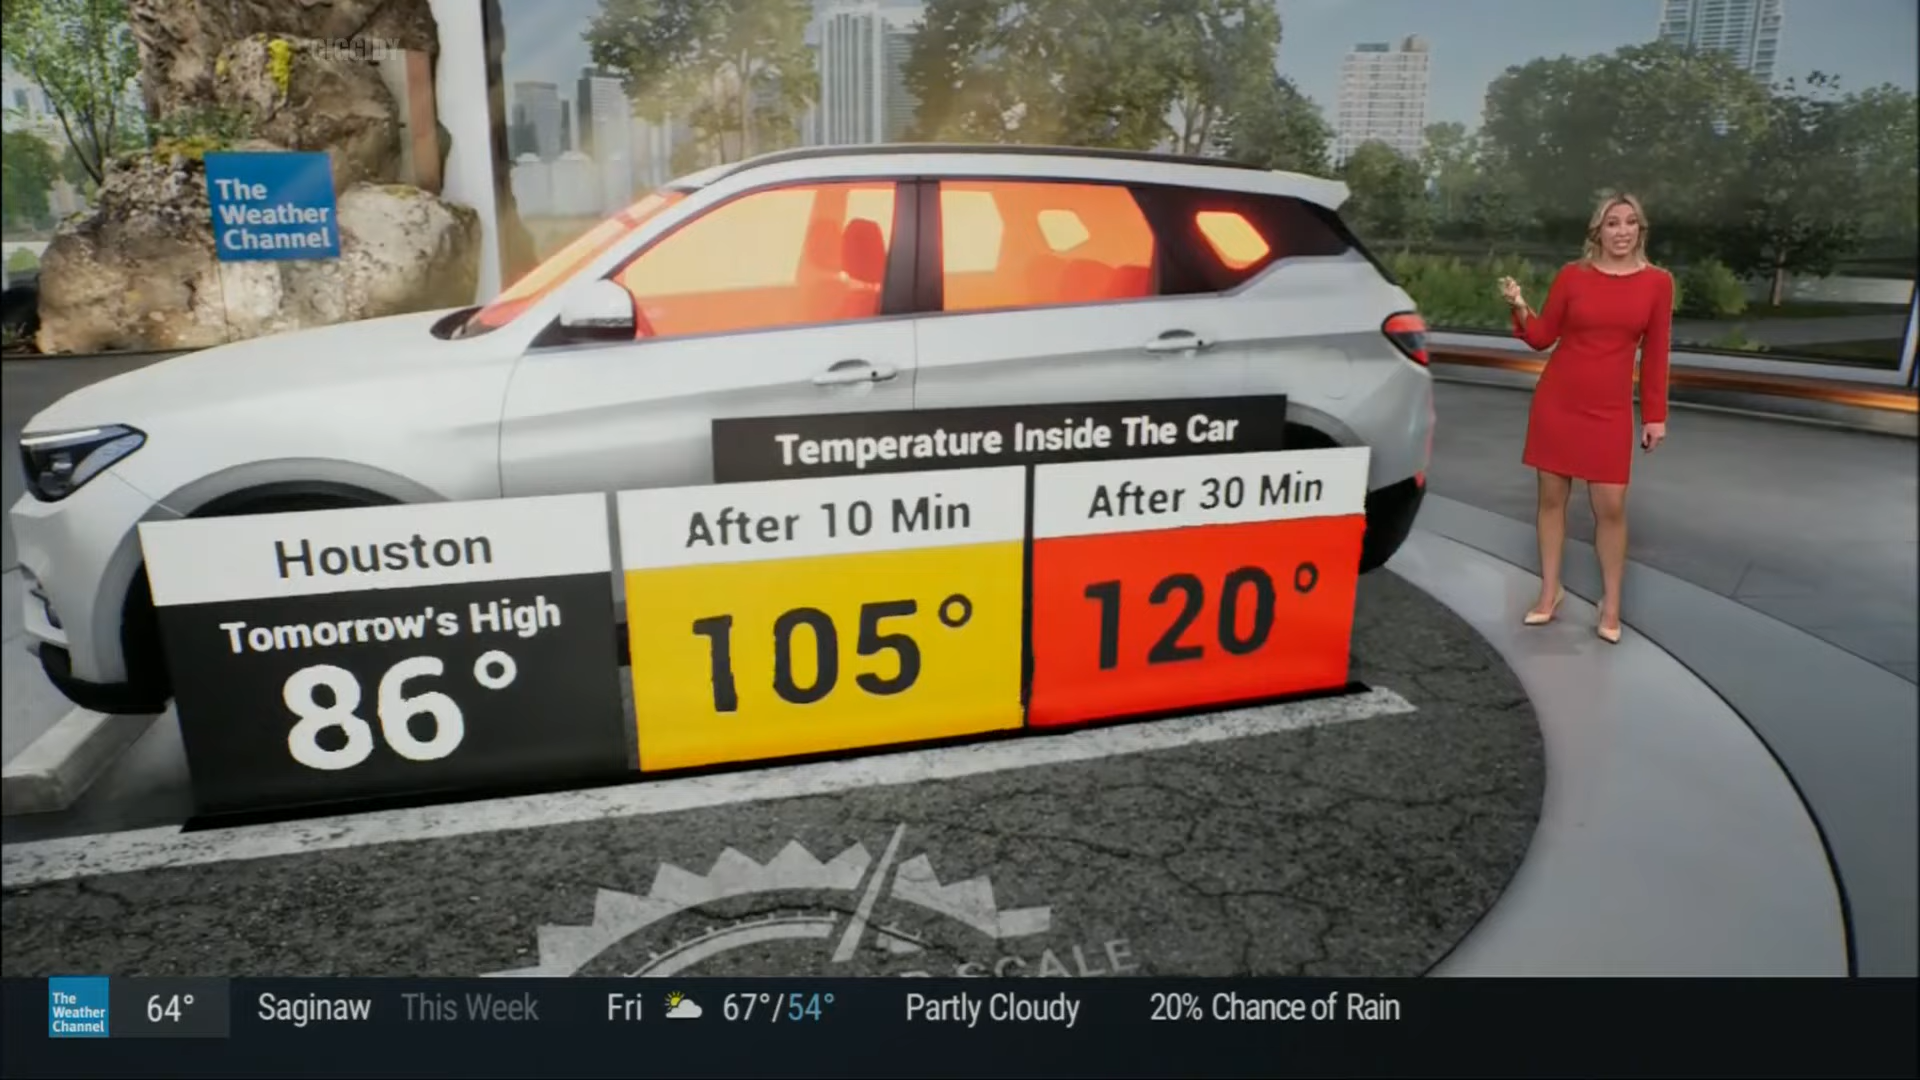 The
Weather
Channel
Temperature Inside The Car
Houston
Tomorrow's High
86°
After 10 Min
105°
After 30 Min
120°
SCALE
The
Weather
Channel
64°
Saginaw This Week
Fri 67°/54° Partly Cloudy 20% Chance of Rain